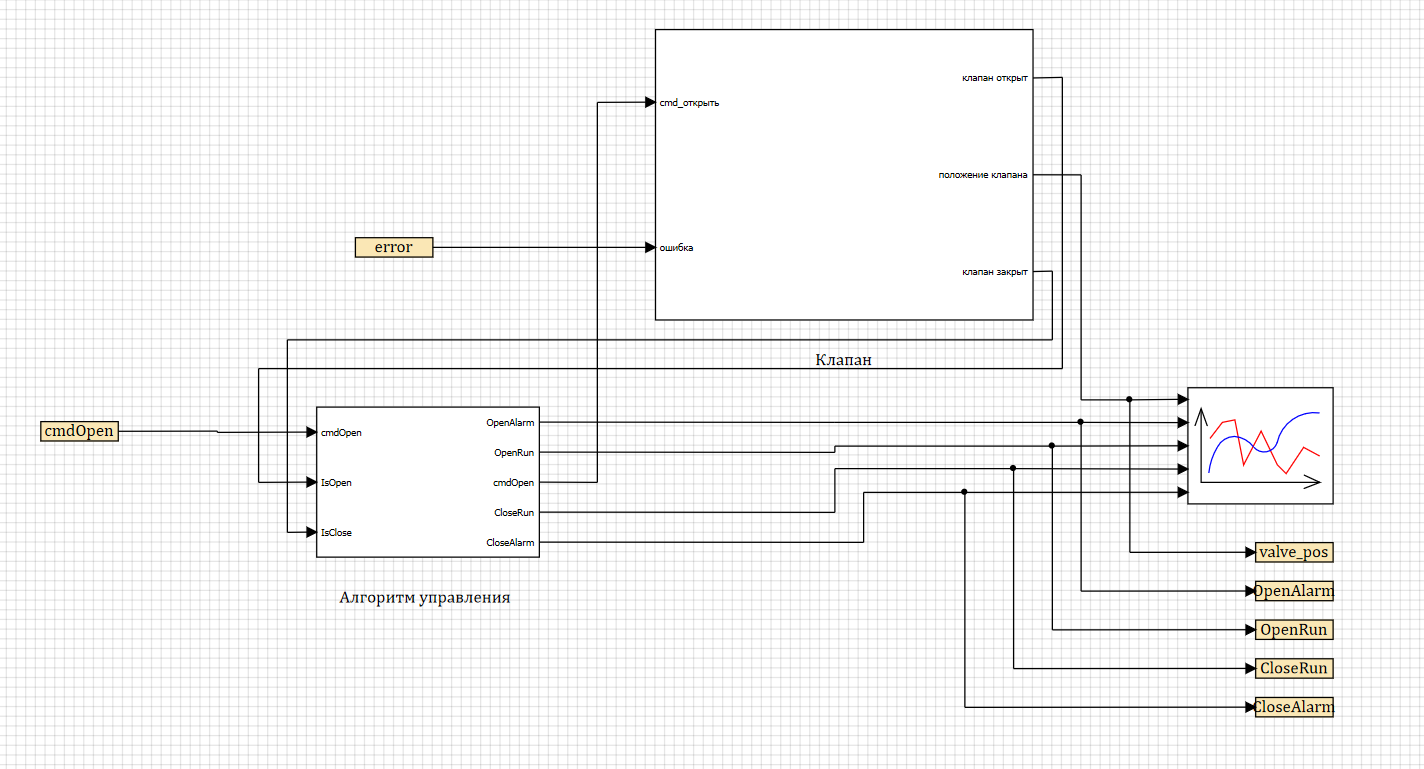 клапан открыт
cmd_открыть
положение клапана
error
ошибка
клапан закрыт
Клапан
cmdOpen
cmdOpen
IsOpen
IsClose
OpenAlarm
OpenRun
cmdOpen
CloseRun
CloseAlarm
Алгоритм управления
valve_pos
OpenAlarm
OpenRun
CloseRun
CloseAlarm